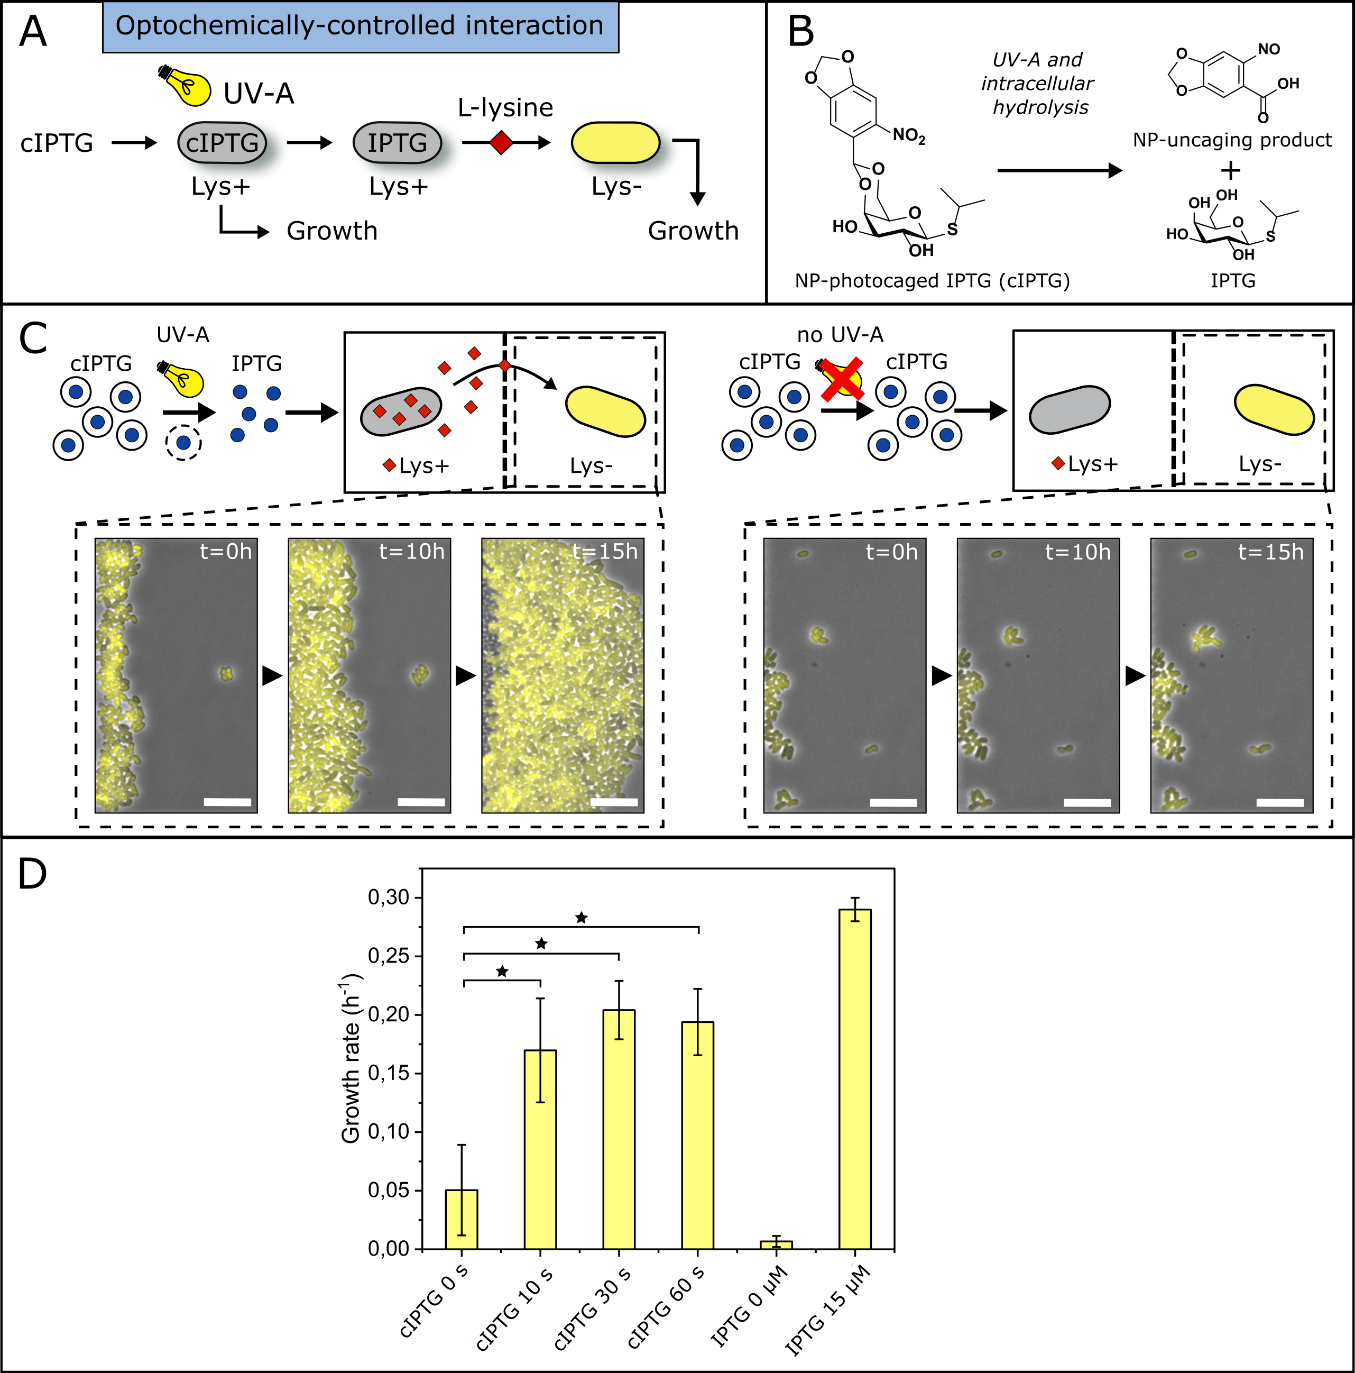 A
Optochemically-controlled interaction
UV-A
L-lysine
cIPTG
cIPTG
IPTG
Lys+
Lys+
Lys-
Growth
Growth
B
O
O
NO₂
O
O
O
HO
S
OH
NP-photocaged IPTG (cIPTG)
UV-A and
intracellular
hydrolysis
O
O
NO
OH
O
NP-uncaging product
+
OH
OH
O
HO
S
OH
IPTG
C
UV-A
cIPTG
IPTG
Lys+
Lys-
no UV-A
cIPTG
cIPTG
Lys+
Lys-
t=0h
t=10h
t=15h
t=0h
t=10h
t=15h
D
Growth rate (h⁻¹)
0,30
0,25
0,20
0,15
0,10
0,05
0,00
cIPTG 0 s
cIPTG 10 s
cIPTG 30 s
cIPTG 60 s
IPTG 0 µM
IPTG 15 µM